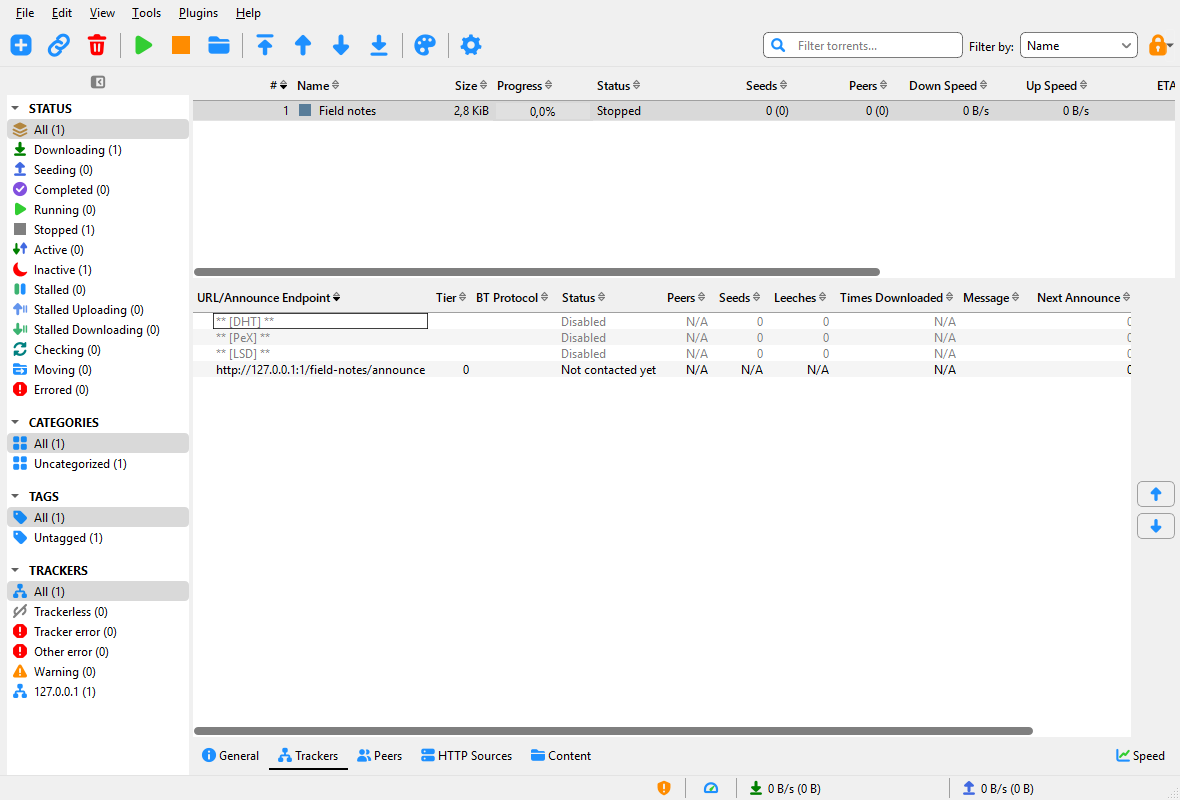 File Edit View Tools Plugins Help
Filter torrents... Filter by: Name
# Name Size Progress Status Seeds Peers Down Speed Up Speed ETA
1 Field notes 2,8 KiB 0,0% Stopped 0 (0) 0 (0) 0 B/s 0 B/s
STATUS
All (1)
Downloading (1)
Seeding (0)
Completed (0)
Running (0)
Stopped (1)
Active (0)
Inactive (1)
Stalled (0)
Stalled Uploading (0)
Stalled Downloading (0)
Checking (0)
Moving (0)
Errored (0)
CATEGORIES
All (1)
Uncategorized (1)
TAGS
All (1)
Untagged (1)
TRACKERS
All (1)
Trackerless (0)
Tracker error (0)
Other error (0)
Warning (0)
127.0.0.1 (1)
URL/Announce Endpoint Tier BT Protocol Status Peers Seeds Leeches Times Downloaded Message Next Announce
** [DHT] ** Disabled N/A 0 0 N/A 0
** [PeX] ** Disabled N/A 0 0 N/A 0
** [LSD] ** Disabled N/A 0 0 N/A 0
http://127.0.0.1:1/field-notes/announce 0 Not contacted yet N/A N/A N/A N/A 0
General Trackers Peers HTTP Sources Content Speed
0 B/s (0 B) 0 B/s (0 B)